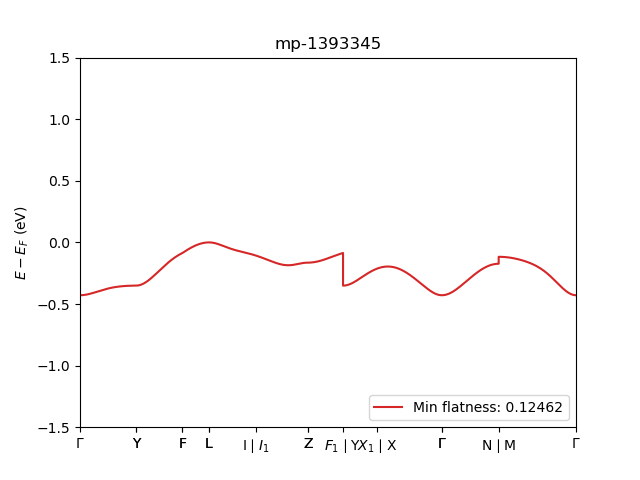 mp-1393345
E − E_F (eV)
1.5
1.0
0.5
0.0
−0.5
−1.0
−1.5
Min flatness: 0.12462
Γ Y F L I | I₁ Z F₁ | Y X₁ | X Γ N | M Γ